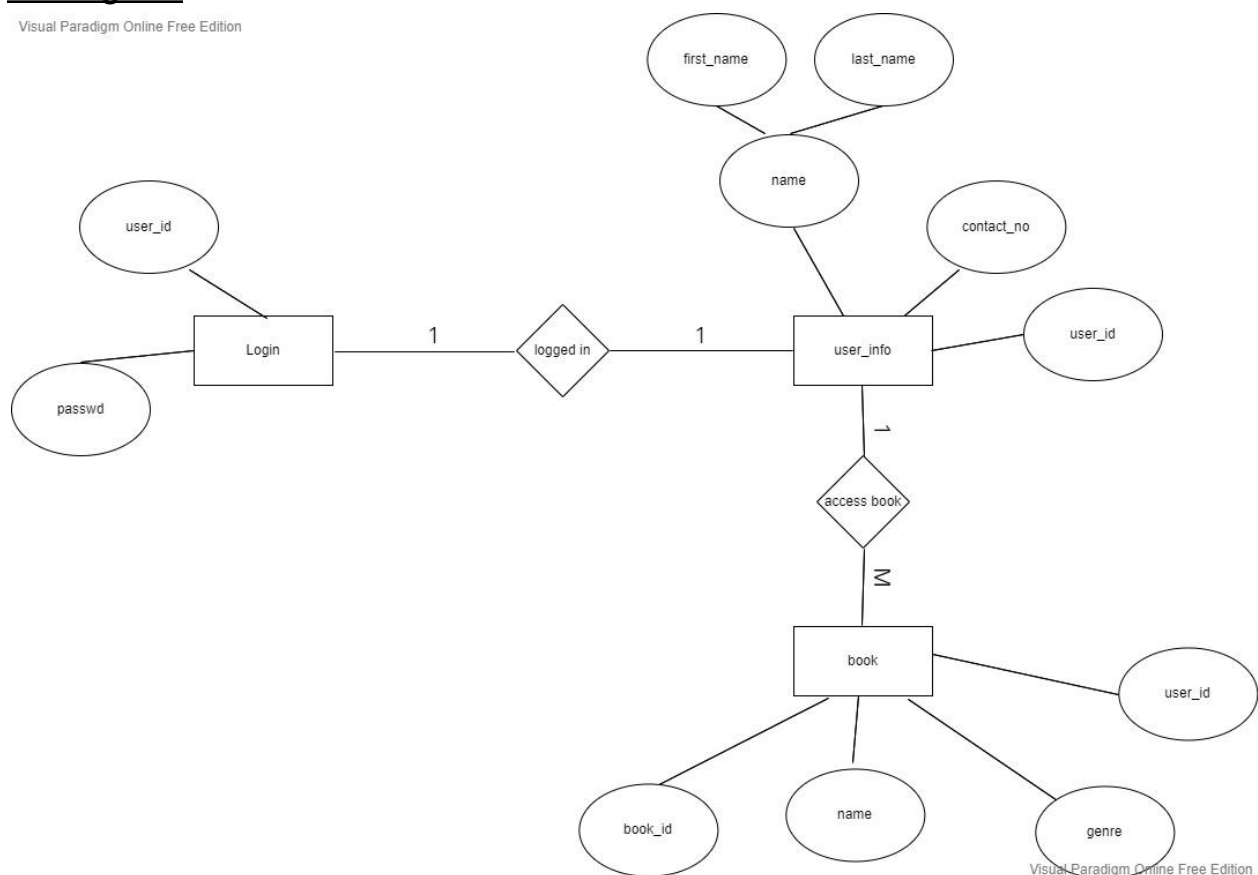 Visual Paradigm Online Free Edition
first_name
last_name
name
user_id
contact_no
user_id
Login
1
logged in
1
user_info
passwd
1
access book
M
book
user_id
book_id
name
genre
Visual Paradigm Online Free Edition